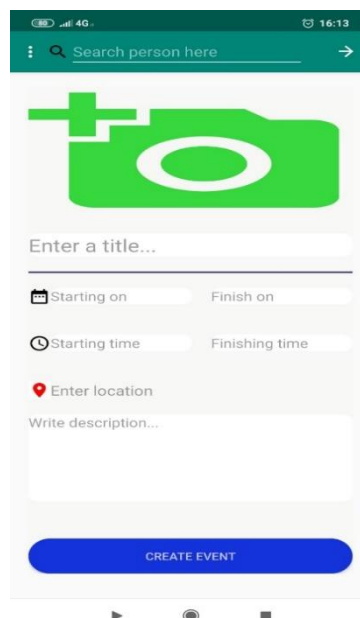 80 4G 16:13
Search person here
Enter a title...
Starting on Finish on
Starting time Finishing time
Enter location
Write description...
CREATE EVENT